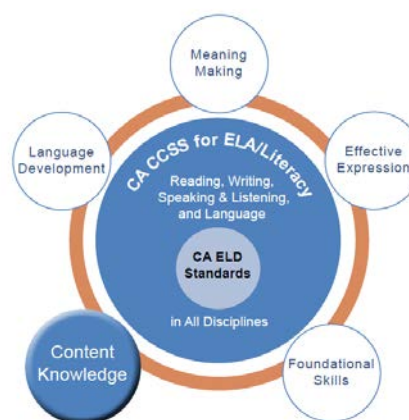 Meaning
Making
Language
Development
Effective
Expression
CA CCSS for ELA/Literacy
Reading, Writing,
Speaking & Listening,
and Language
CA ELD
Standards
in All Disciplines
Content
Knowledge
Foundational
Skills